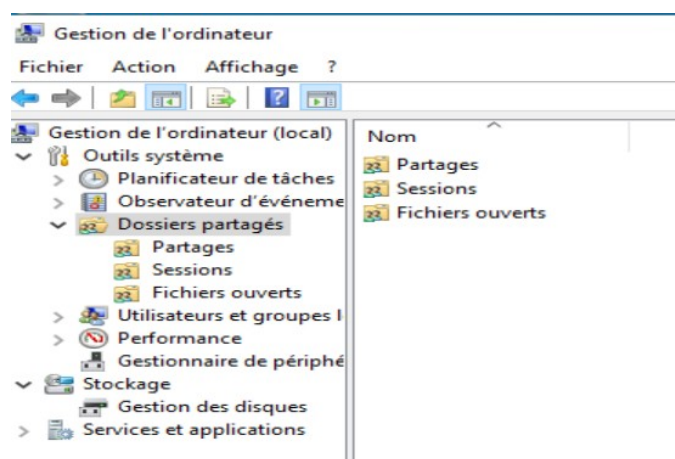 Gestion de l'ordinateur
Fichier Action Affichage ?
Gestion de l'ordinateur (local)
Outils système
Planificateur de tâches
Observateur d'événeme
Dossiers partagés
Partages
Sessions
Fichiers ouverts
Utilisateurs et groupes l
Performance
Gestionnaire de périphé
Stockage
Gestion des disques
Services et applications
Nom
Partages
Sessions
Fichiers ouverts